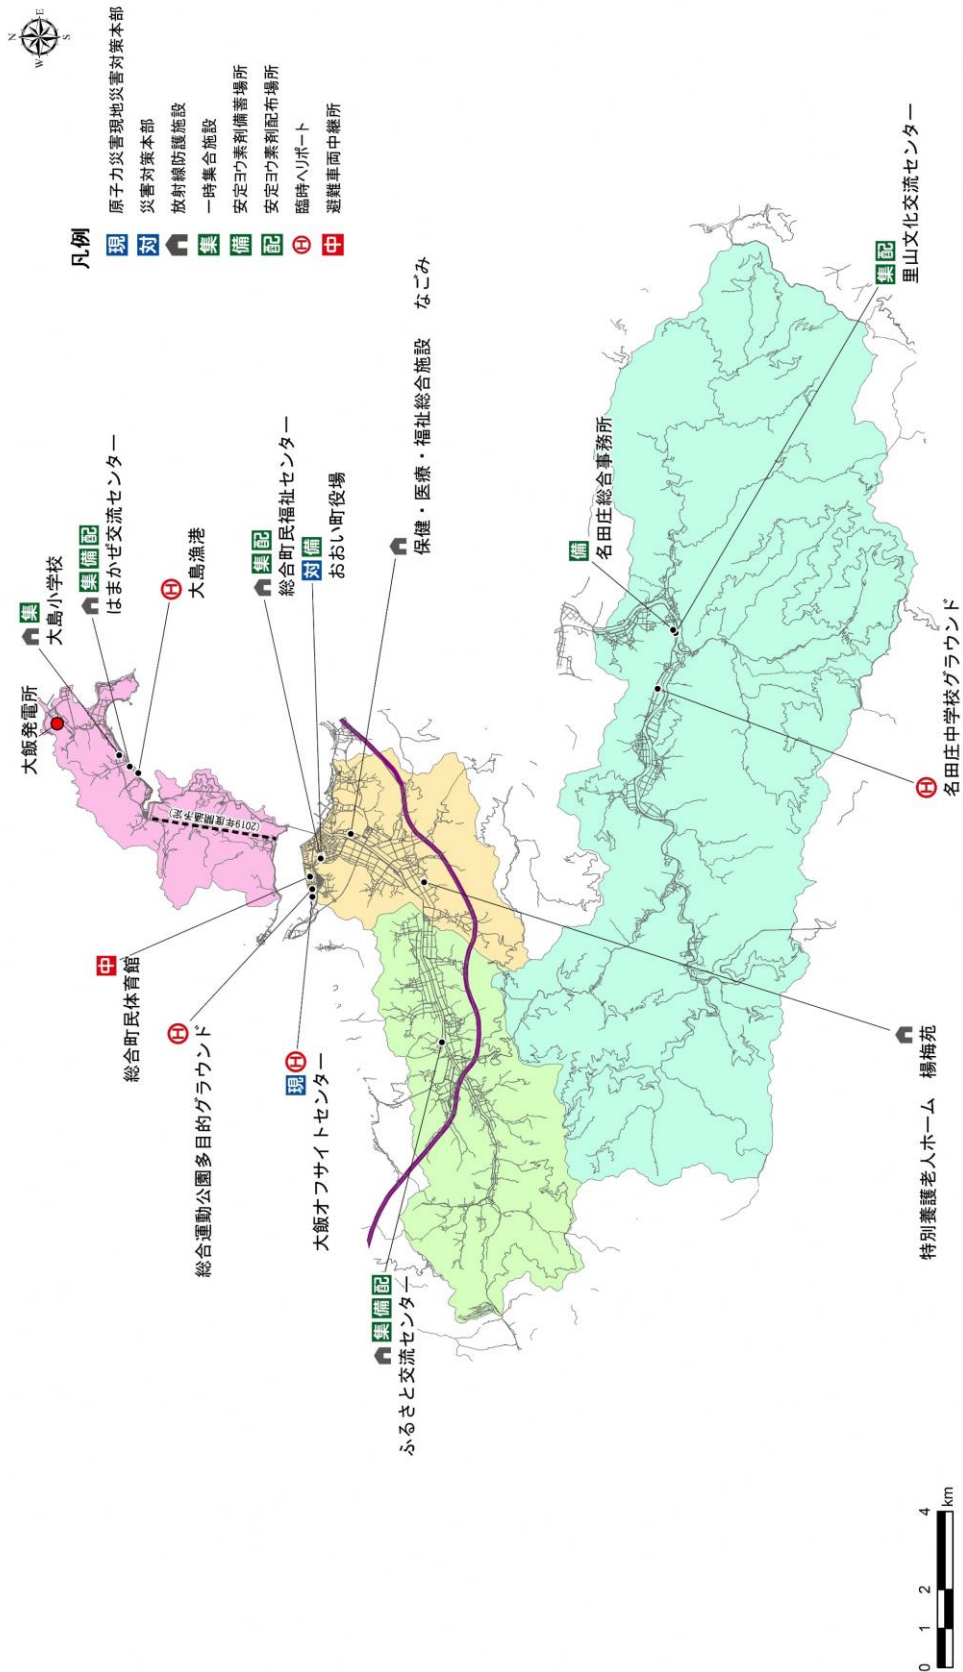 N
E
S
W
凡例
現 原子力災害現地災害対策本部
対 災害対策本部
放射線防護施設
集 一時集合施設
備 安定ヨウ素剤備蓄場所
配 安定ヨウ素剤配布場所
H 臨時ヘリポート
中 避難車両中継所
大飯発電所
集
大島小学校
集 備 配
はまかぜ交流センター
H
大島漁港
(2019年度開通予定)
中
総合町民体育館
H
総合運動公園多目的グラウンド
現 H
大飯オフサイトセンター
集 配
総合町民福祉センター
対 備
おおい町役場
保健・医療・福祉総合施設 なごみ
集 備 配
ふるさと交流センター
備
名田庄総合事務所
集 配
里山文化交流センター
H
名田庄中学校グラウンド
特別養護老人ホーム 楊梅苑
0 1 2 4
km